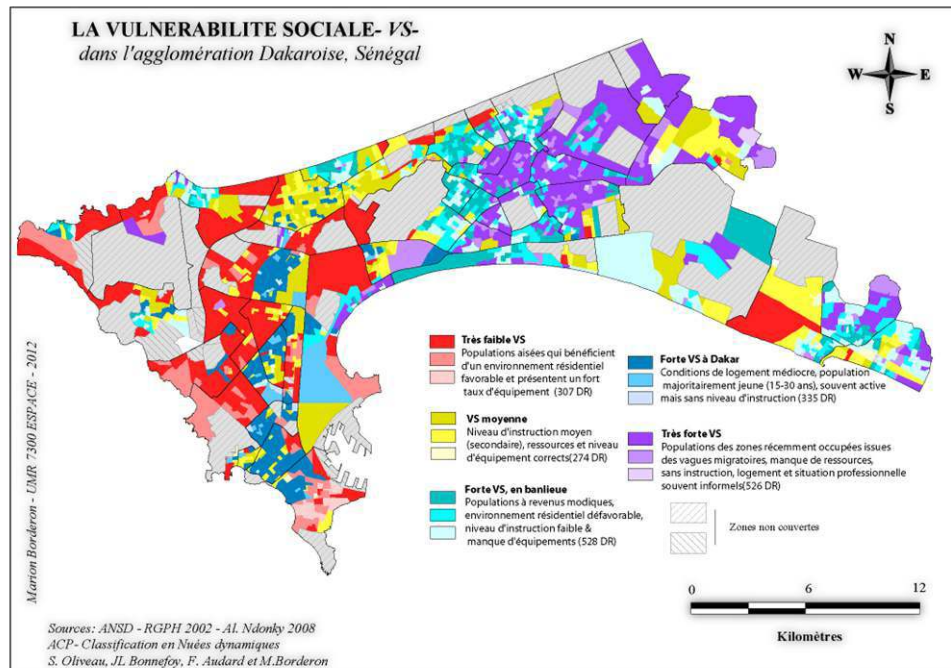 LA VULNERABILITE SOCIALE- VS-
dans l'agglomération Dakaroise, Sénégal
N
W E
S
Très faible VS
Populations aisées qui bénéficient
d'un environnement résidentiel
favorable et présentent un fort
taux d'équipement (307 DR)
VS moyenne
Niveau d'instruction moyen
(secondaire), ressources et niveau
d'équipement corrects(274 DR)
Forte VS, en banlieue
Populations à revenus modiques,
environnement résidentiel défavorable,
niveau d'instruction faible &
manque d'équipements (528 DR)
Forte VS à Dakar
Conditions de logement médiocre, population
majoritairement jeune (15-30 ans), souvent active
mais sans niveau d'instruction (335 DR)
Très forte VS
Populations des zones récemment occupées issues
des vagues migratoires, manque de ressources,
sans instruction, logement et situation professionnelle
souvent informels(526 DR)
Zones non couvertes
0 6 12
Kilomètres
Marion Borderon - UMR 7300 ESPACE - 2012
Sources: ANSD - RGPH 2002 - Al. Ndonky 2008
ACP- Classification en Nuées dynamiques
S. Oliveau, JL Bonnefoy, F. Audard et M.Borderon